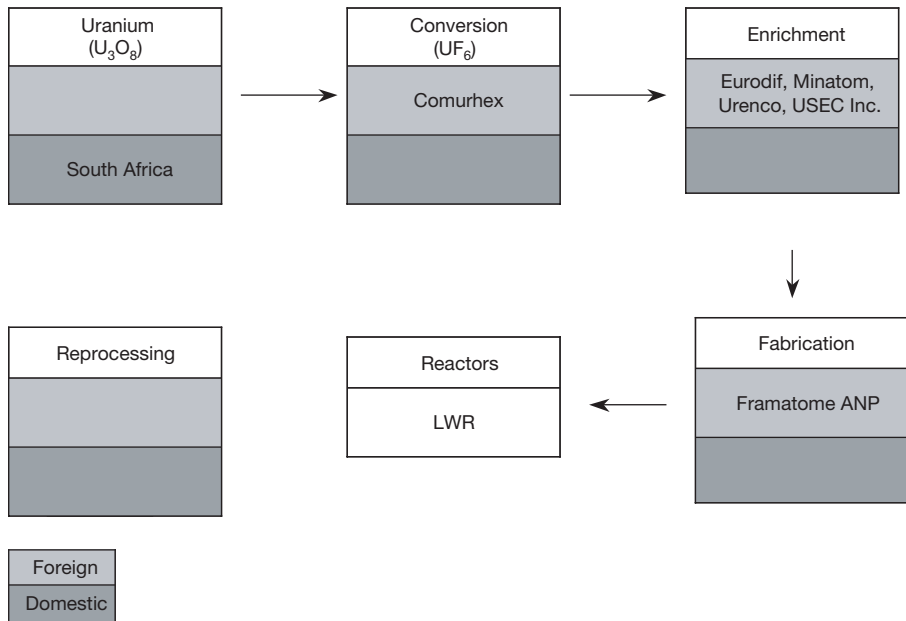 Uranium
(U₃O₈)
South Africa
Conversion
(UF₆)
Comurhex
Enrichment
Eurodif, Minatom,
Urenco, USEC Inc.
Reprocessing
Reactors
LWR
Fabrication
Framatome ANP
Foreign
Domestic